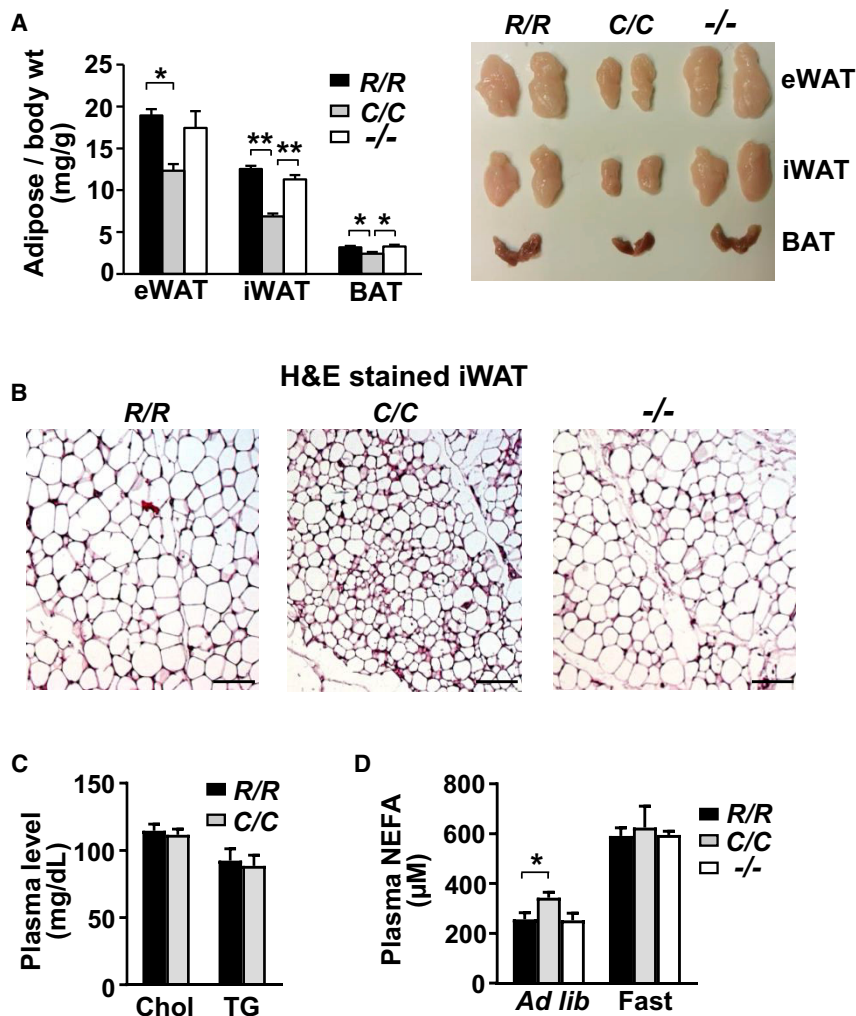 A
Adipose / body wt
(mg/g)
25
20
15
10
5
0
* ** ** * *
R/R
C/C
-/-
eWAT iWAT BAT
R/R C/C -/-
eWAT
iWAT
BAT
B
H&E stained iWAT
R/R C/C -/-
C
Plasma level
(mg/dL)
150
100
50
0
R/R
C/C
Chol TG
D
Plasma NEFA
(µM)
800
600
400
200
0
*
R/R
C/C
-/-
Ad lib Fast